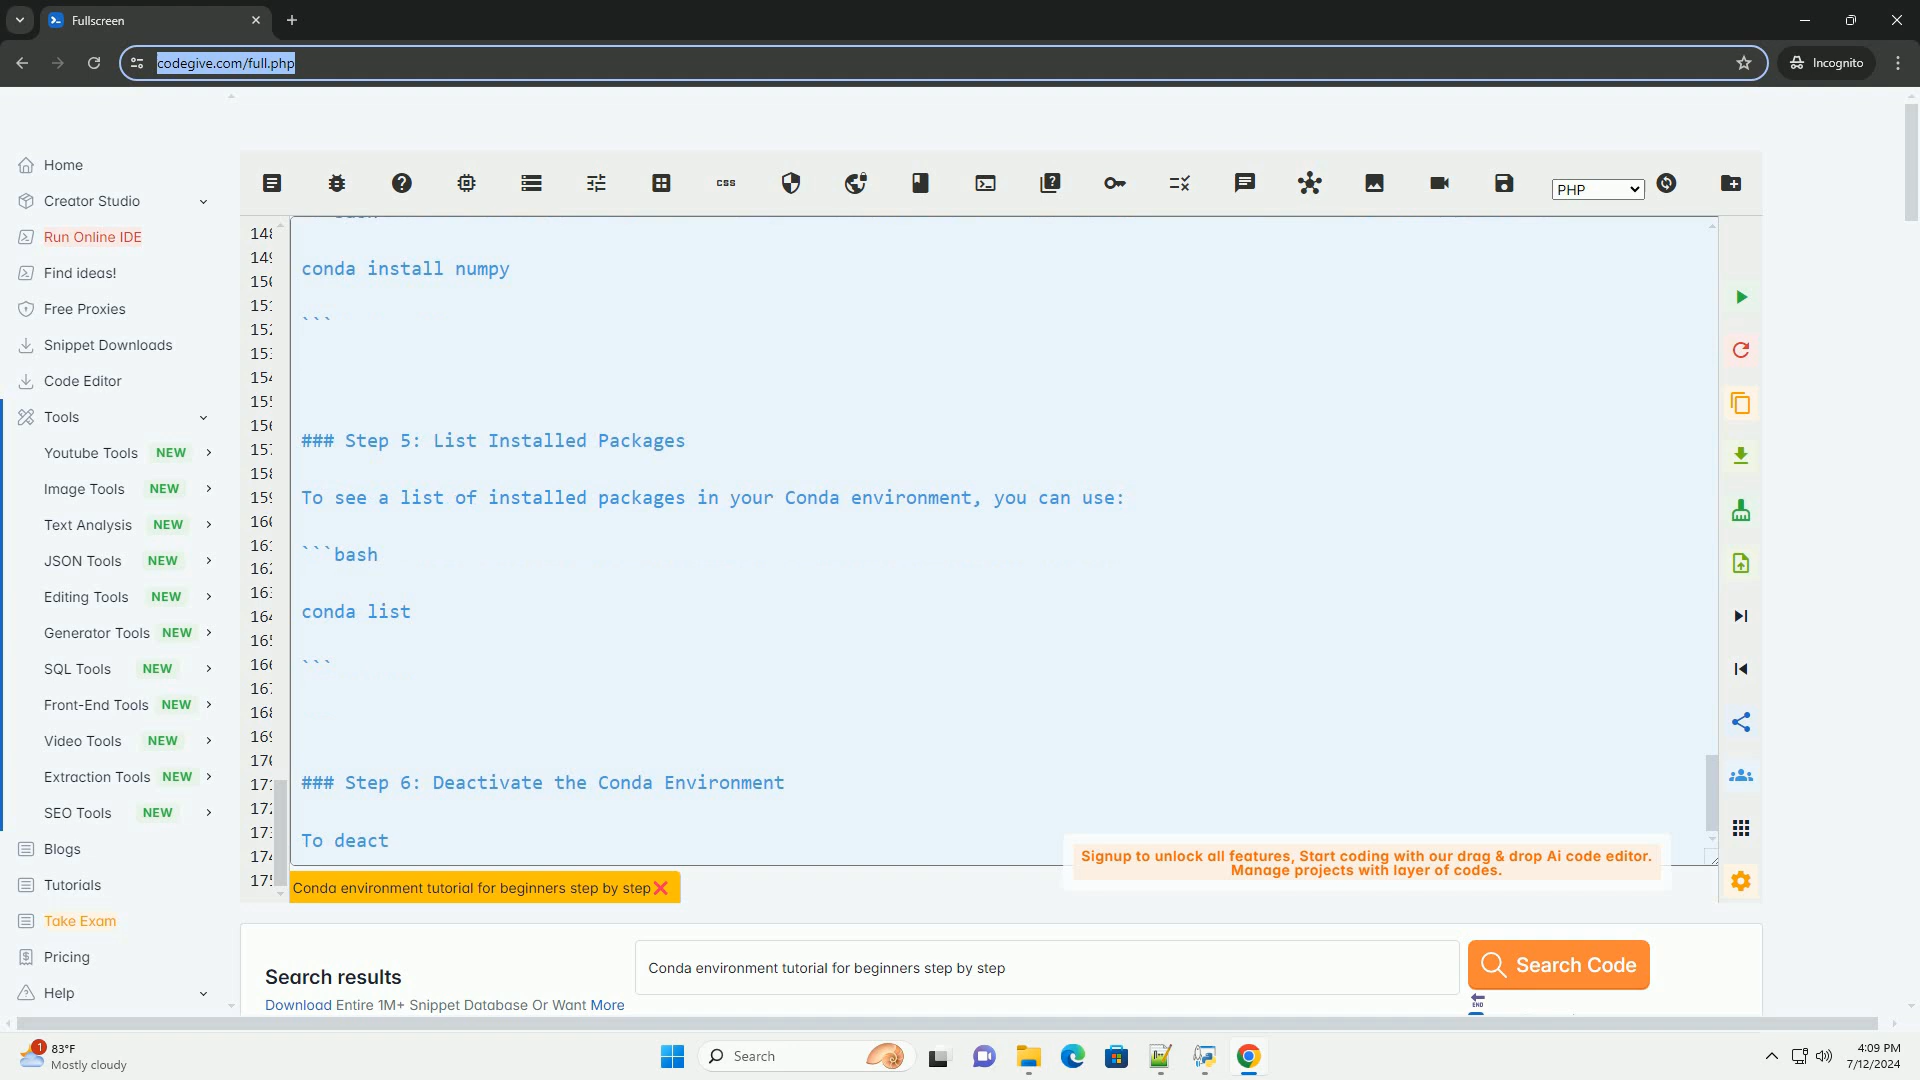 Fullscreen
codegive.com/full.php
Incognito
Home
Creator Studio
Run Online IDE
Find ideas!
Free Proxies
Snippet Downloads
Code Editor
Tools
Youtube Tools NEW
Image Tools NEW
Text Analysis NEW
JSON Tools NEW
Editing Tools NEW
Generator Tools NEW
SQL Tools NEW
Front-End Tools NEW
Video Tools NEW
Extraction Tools NEW
SEO Tools NEW
Blogs
Tutorials
Take Exam
Pricing
Help
css
PHP
conda install numpy
```
### Step 5: List Installed Packages
To see a list of installed packages in your Conda environment, you can use:
```bash
conda list
```
### Step 6: Deactivate the Conda Environment
To deact
Signup to unlock all features, Start coding with our drag & drop Ai code editor.
Manage projects with layer of codes.
Conda environment tutorial for beginners step by step
Search results
Download Entire 1M+ Snippet Database Or Want More
Conda environment tutorial for beginners step by step
Search Code
END
1
83°F
Mostly cloudy
Search
4:09 PM
7/12/2024